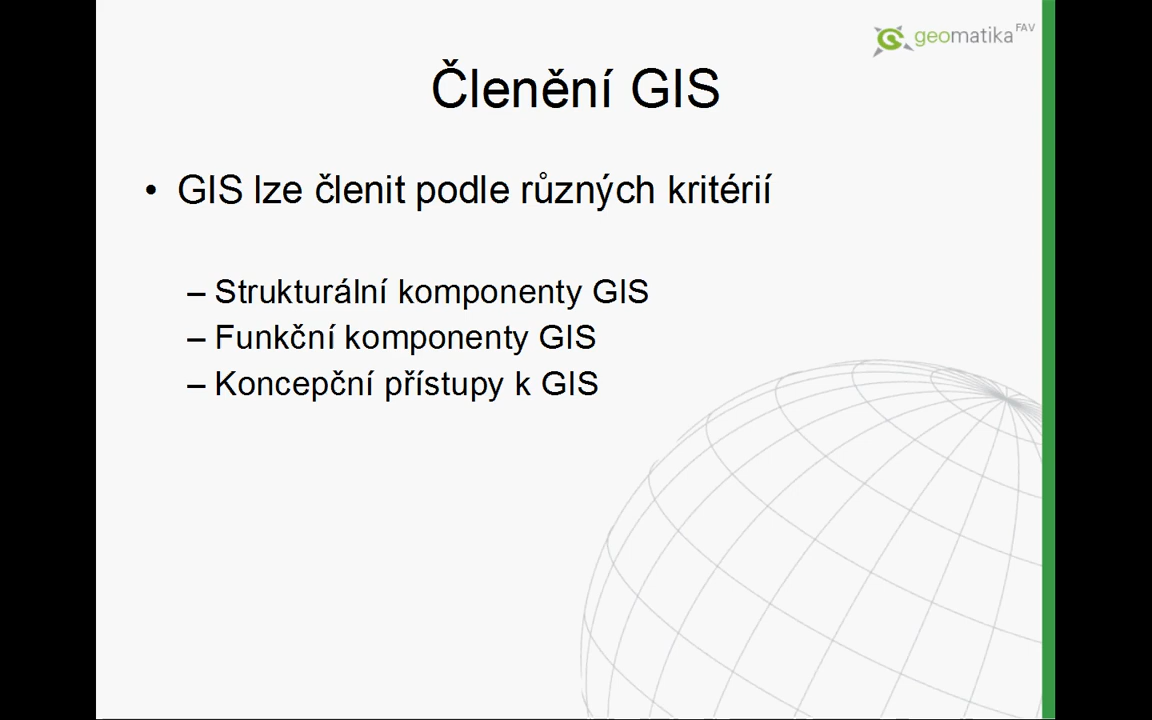 geomatika FAV
Členění GIS
• GIS lze členit podle různých kritérií
– Strukturální komponenty GIS
– Funkční komponenty GIS
– Koncepční přístupy k GIS